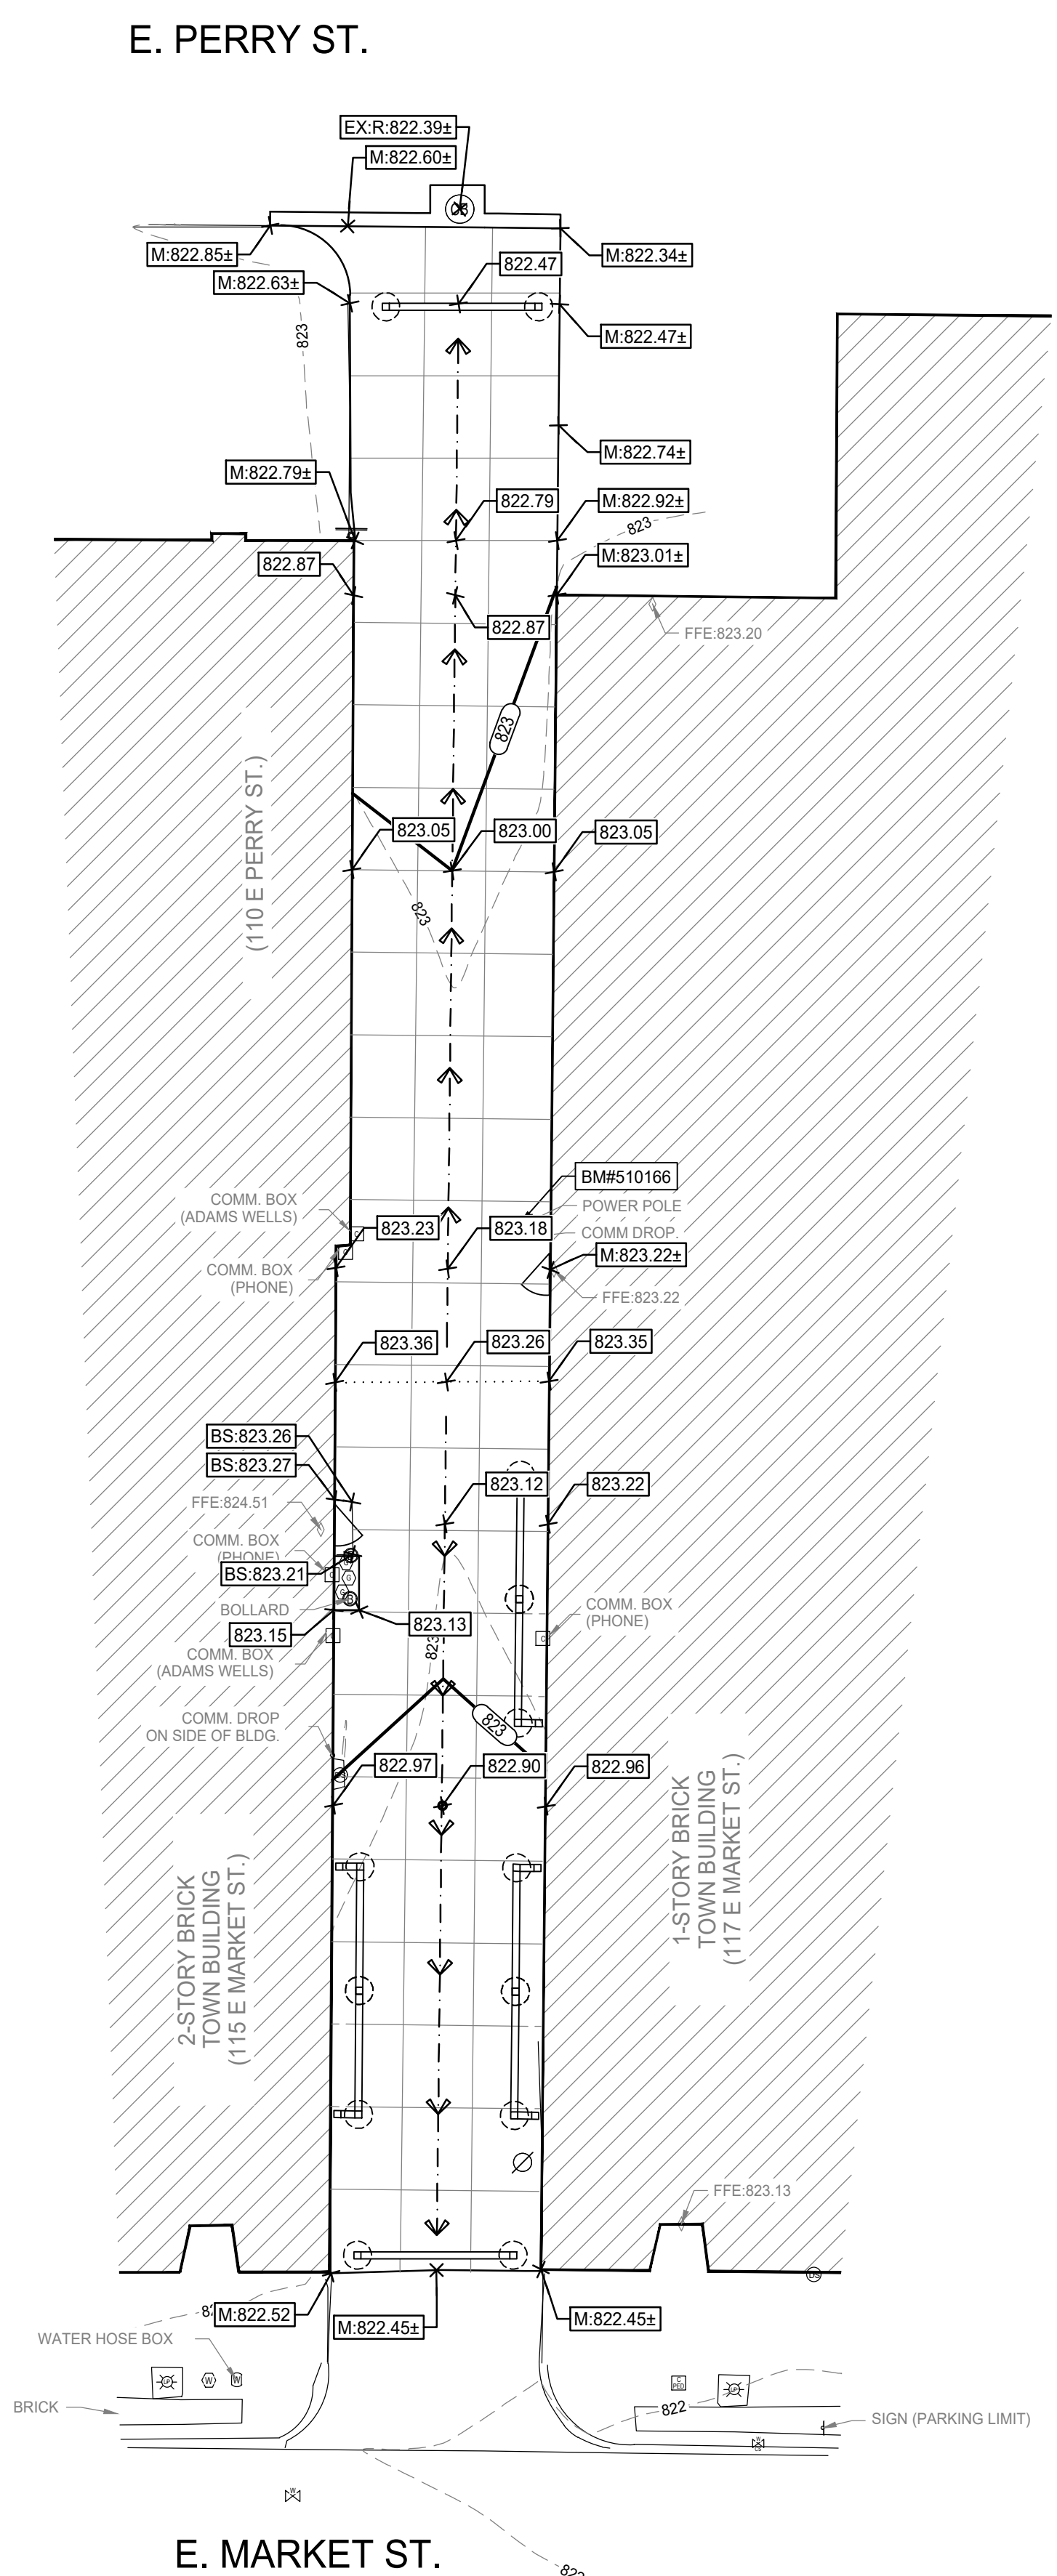 E. PERRY ST.
EX:R:822.39±
M:822.60±
M:822.85±
M:822.34±
822.47
M:822.63±
823
M:822.47±
M:822.74±
M:822.79±
822.79
M:822.92±
823
M:823.01±
822.87
822.87
FFE:823.20
823
(110 E PERRY ST.)
823.05
823.00
823.05
823
BM#510166
COMM. BOX
(ADAMS WELLS)
POWER POLE
823.23
823.18
COMM DROP.
M:823.22±
COMM. BOX
(PHONE)
FFE:823.22
823.36
823.26
823.35
BS:823.26
BS:823.27
823.12
823.22
FFE:824.51
COMM. BOX
(PHONE)
BS:823.21
BOLLARD
COMM. BOX
(PHONE)
823.13
823.15
823
COMM. BOX
(ADAMS WELLS)
COMM. DROP
ON SIDE OF BLDG.
823
822.97
822.90
822.96
2-STORY BRICK
TOWN BUILDING
(115 E MARKET ST.)
1-STORY BRICK
TOWN BUILDING
(117 E MARKET ST.)
FFE:823.13
DS
M:822.52
M:822.45±
M:822.45±
WATER HOSE BOX
LP
W
W
C
PED
LP
BRICK
822
SIGN (PARKING LIMIT)
E. MARKET ST.
822